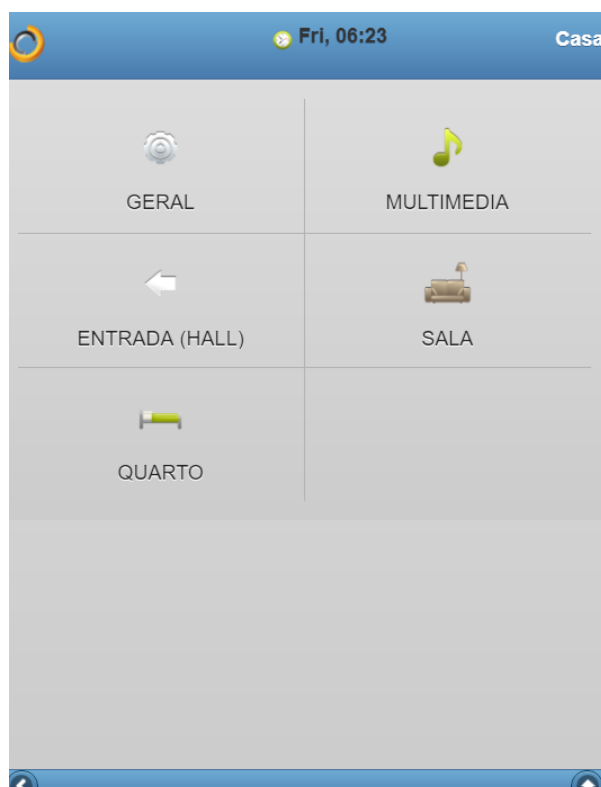 Fri, 06:23
Casa
GERAL
MULTIMEDIA
ENTRADA (HALL)
SALA
QUARTO